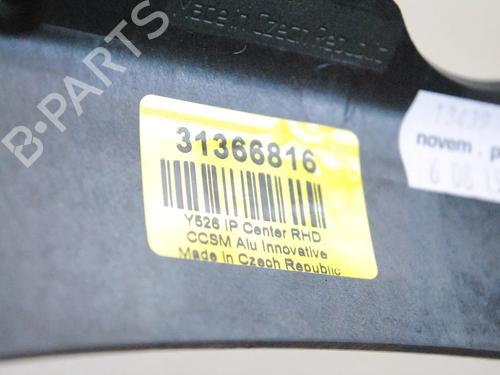 Made in Czech Republic
B-PARTS
31366816
Y526 IP Center RHD
CCSM Alu Innovative
Made in Czech Republic
novem . p